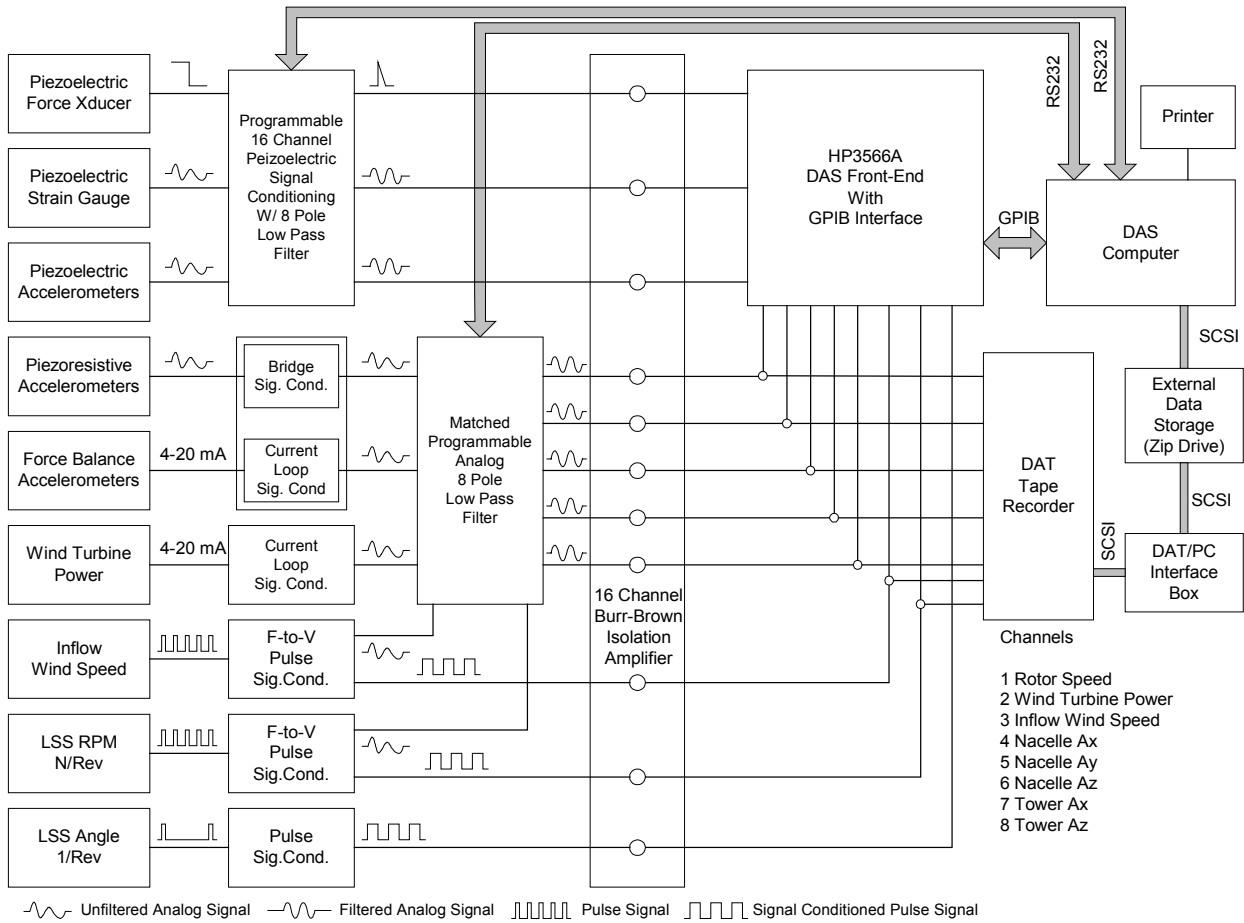 Piezoelectric
Force Xducer
Piezoelectric
Strain Gauge
Piezoelectric
Accelerometers
Piezoresistive
Accelerometers
Force Balance
Accelerometers
Wind Turbine
Power
Inflow
Wind Speed
LSS RPM
N/Rev
LSS Angle
1/Rev
4-20 mA
4-20 mA
Programmable
16 Channel
Peizoelectric
Signal
Conditioning
W/ 8 Pole
Low Pass
Filter
Bridge
Sig. Cond.
Current
Loop
Sig. Cond
Current
Loop
Sig. Cond.
F-to-V
Pulse
Sig.Cond.
F-to-V
Pulse
Sig.Cond.
Pulse
Sig.Cond.
Matched
Programmable
Analog
8 Pole
Low Pass
Filter
16 Channel
Burr-Brown
Isolation
Amplifier
HP3566A
DAS Front-End
With
GPIB Interface
RS232
RS232
GPIB
Printer
DAS
Computer
SCSI
External
Data
Storage
(Zip Drive)
SCSI
DAT
Tape
Recorder
SCSI
DAT/PC
Interface
Box
Channels
1 Rotor Speed
2 Wind Turbine Power
3 Inflow Wind Speed
4 Nacelle Ax
5 Nacelle Ay
6 Nacelle Az
7 Tower Ax
8 Tower Az
Unfiltered Analog Signal
Filtered Analog Signal
Pulse Signal
Signal Conditioned Pulse Signal